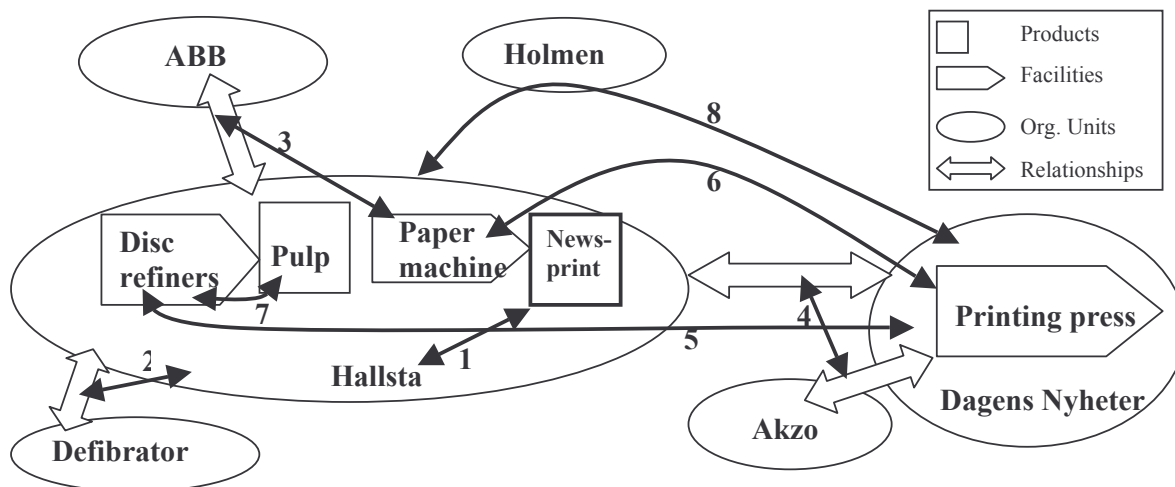 ABB
Holmen
Products
Facilities
Org. Units
Relationships
8
3
6
Disc
refiners
Pulp
Paper
machine
News-
print
7
4
5
Printing press
2
1
Hallsta
Dagens Nyheter
Akzo
Defibrator